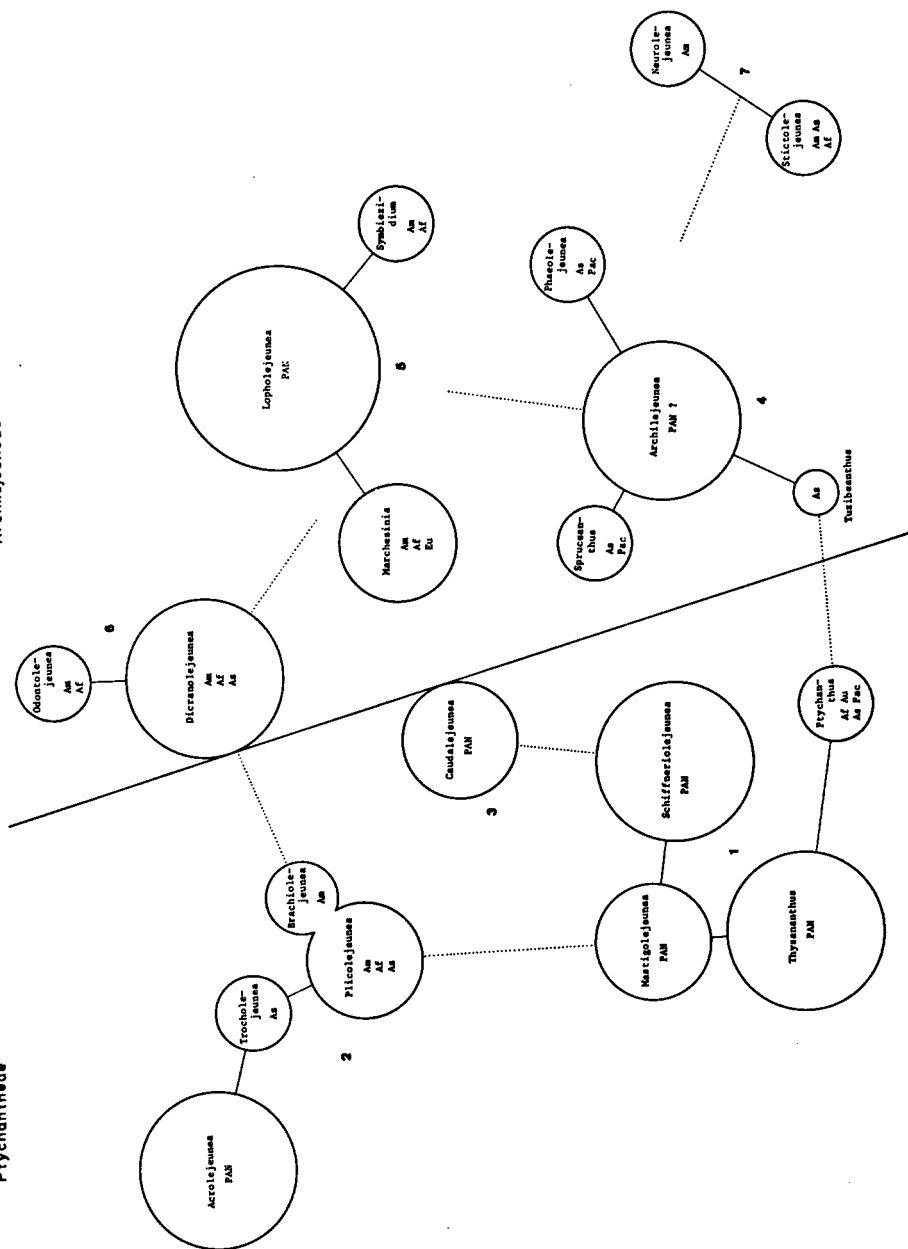 Acrolejeunea
PAN
Trochole-
jeunea
As
Brachiole-
jeunea
Am
Plicolejeunea
Am
Af
As
2
Odontole-
jeunea
Am
Af
6
Dicranolejeunea
Am
Af
As
Lopholejeunea
PAN
Symbiezi-
dium
Am
Af
Marchesinia
Am
Af
Eu
5
Caudalejeunea
PAN
3
Mastigolejeunea
PAN
Schiffneriolejeunea
PAN
1
Thysananthus
PAN
Ptychan-
thus
Af Au
As Pac
Sprucean-
thus
As
Pac
Phaeole-
jeunea
As
Pac
Archilejeunea
PAN ?
4
As
Tuzibeanthus
Neurole-
jeunea
Am
7
Stictole-
jeunea
Am As
Af